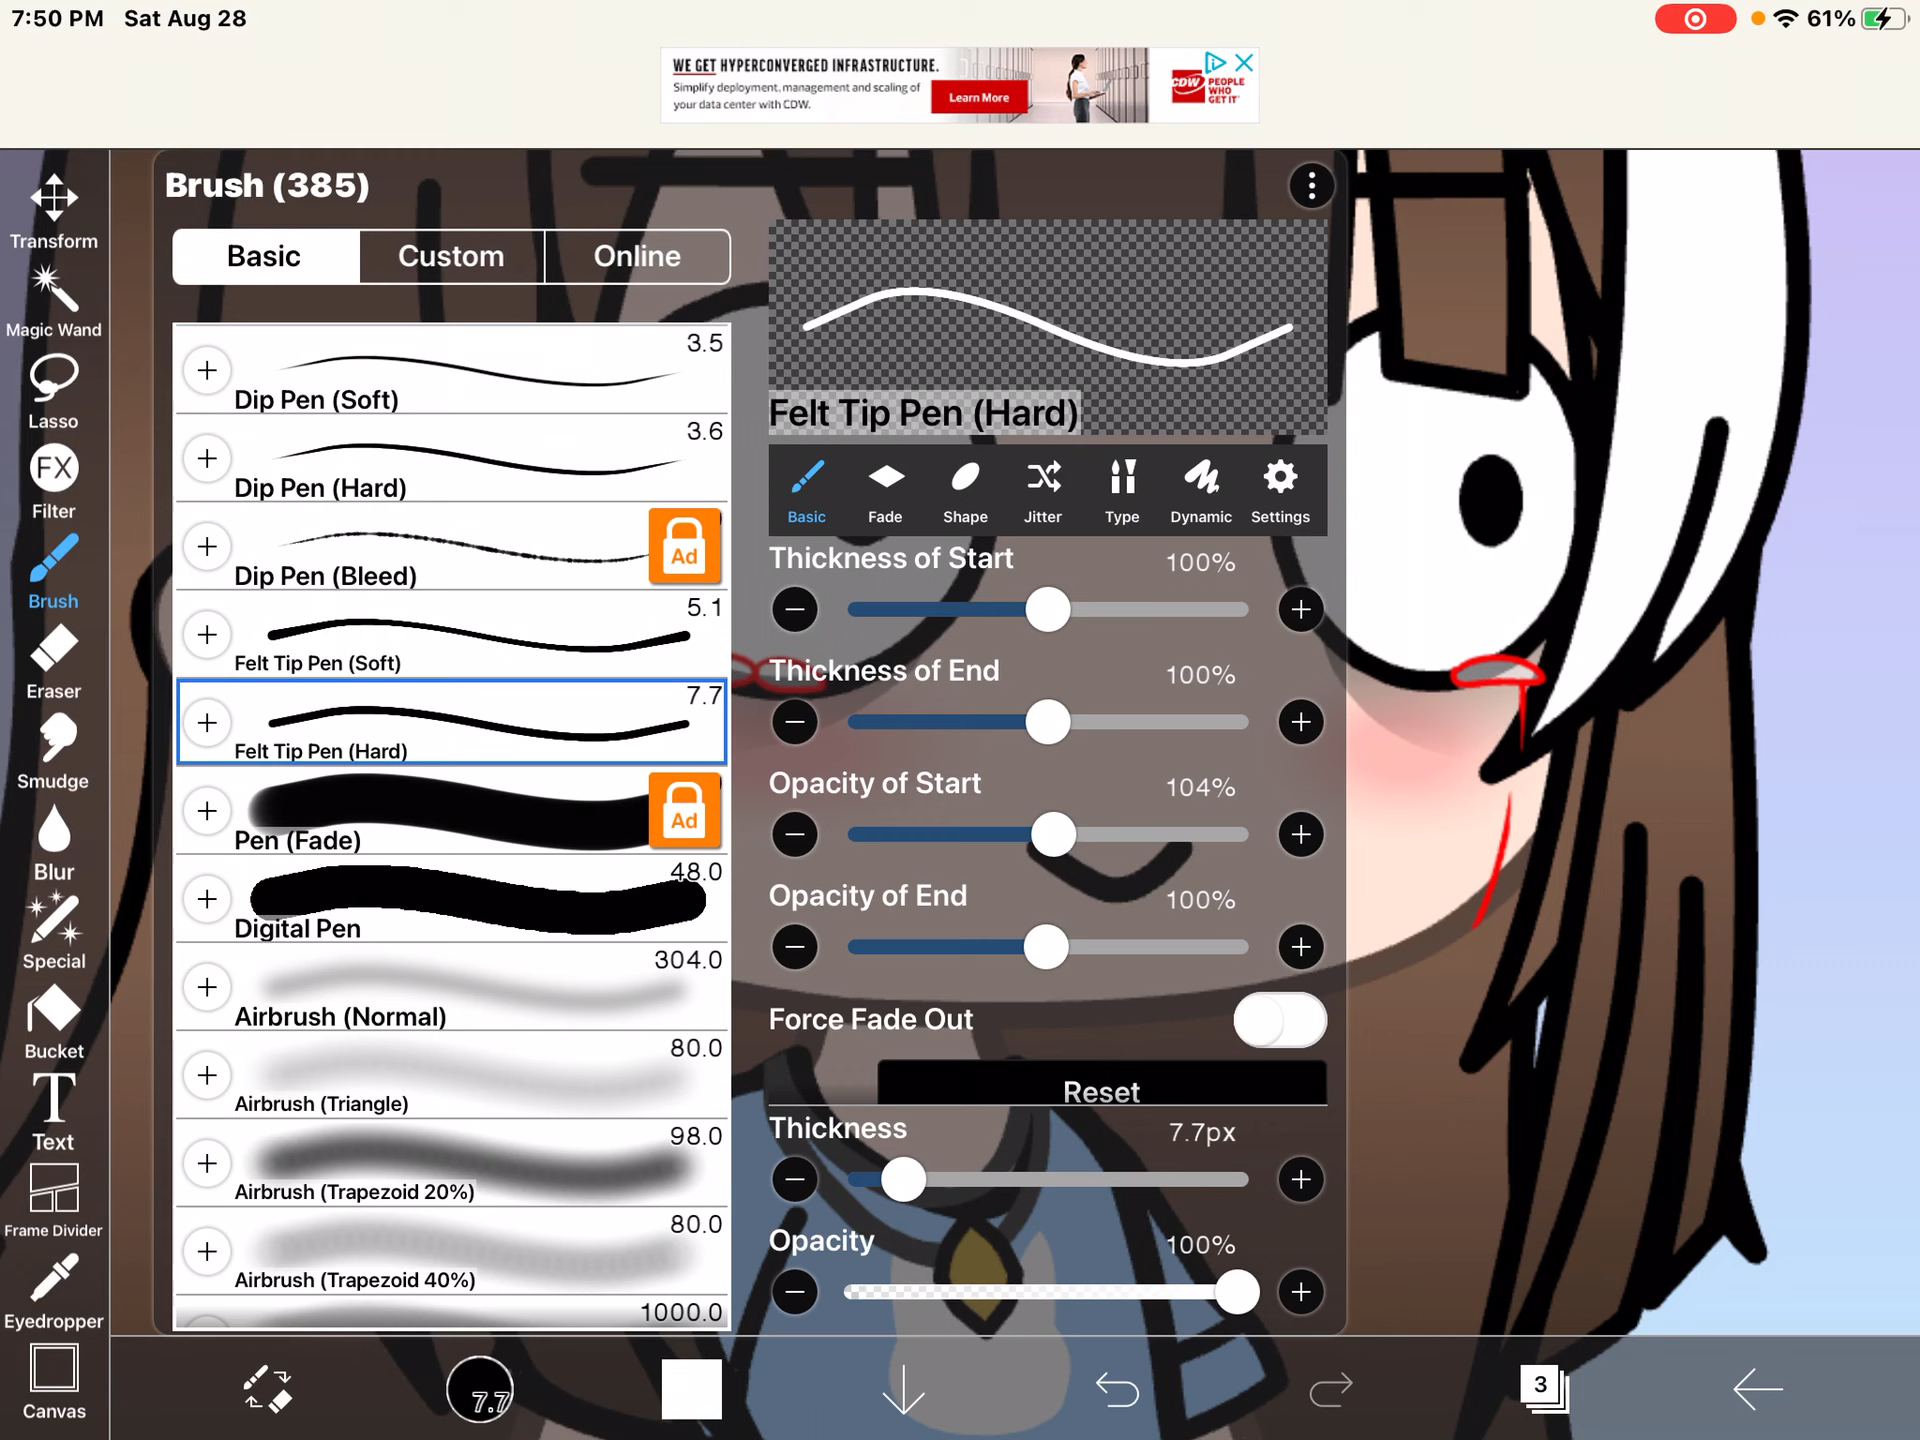 7:50 PM Sat Aug 28
61%
WE GET HYPERCONVERGED INFRASTRUCTURE.
Simplify deployment, management and scaling of
your data center with CDW.
Learn More
CDW
PEOPLE
WHO
GET IT
Brush (385)
Basic
Custom
Online
Transform
Magic Wand
Lasso
FX
Filter
Brush
Eraser
Smudge
Blur
Special
Bucket
T
Text
Frame Divider
Eyedropper
Canvas
3.5
Dip Pen (Soft)
3.6
Dip Pen (Hard)
Ad
Dip Pen (Bleed)
5.1
Felt Tip Pen (Soft)
7.7
Felt Tip Pen (Hard)
Ad
Pen (Fade)
48.0
Digital Pen
304.0
Airbrush (Normal)
80.0
Airbrush (Triangle)
98.0
Airbrush (Trapezoid 20%)
80.0
Airbrush (Trapezoid 40%)
1000.0
Felt Tip Pen (Hard)
Basic
Fade
Shape
Jitter
Type
Dynamic
Settings
Thickness of Start 100%
Thickness of End 100%
Opacity of Start 104%
Opacity of End 100%
Force Fade Out
Reset
Thickness 7.7px
Opacity 100%
7.7
3